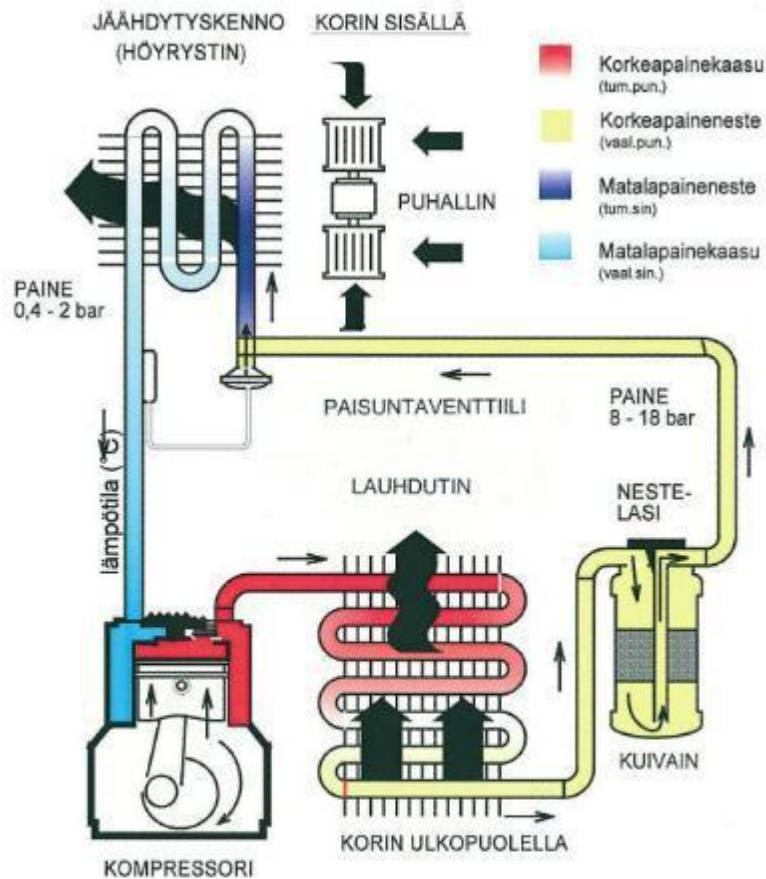 JÄÄHDYTYSKENNO
(HÖYRYSTIN)
KORIN SISÄLLÄ
Korkeapainekaasu
(tum.pun.)
Korkeapaineneste
(vaal.pun.)
Matalapaineneste
(tum.sin)
Matalapainekaasu
(vaal.sin.)
PUHALLIN
PAINE
0,4 - 2 bar
PAISUNTAVENTTIILI
PAINE
8 - 18 bar
lämpötila (°C)
LAUHDUTIN
NESTE-
LASI
KUIVAIN
KORIN ULKOPUOLELLA
KOMPRESSORI